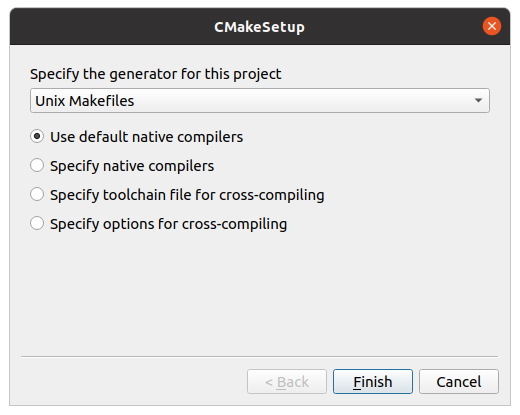 CMakeSetup
Specify the generator for this project
Unix Makefiles
Use default native compilers
Specify native compilers
Specify toolchain file for cross-compiling
Specify options for cross-compiling
< Back Finish Cancel